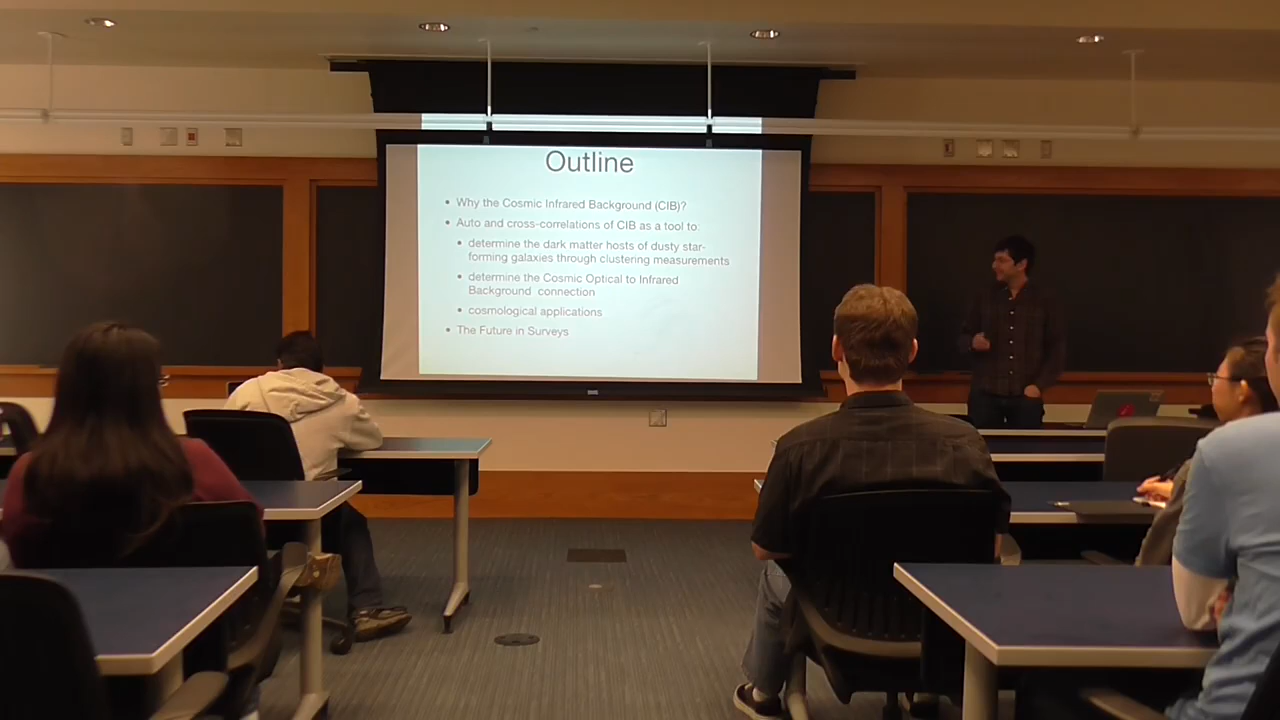 Outline
• Why the Cosmic Infrared Background (CIB)?
• Auto and cross-correlations of CIB as a tool to:
• determine the dark matter hosts of dusty star-
forming galaxies through clustering measurements
• determine the Cosmic Optical to Infrared
Background connection
• cosmological applications
• The Future in Surveys